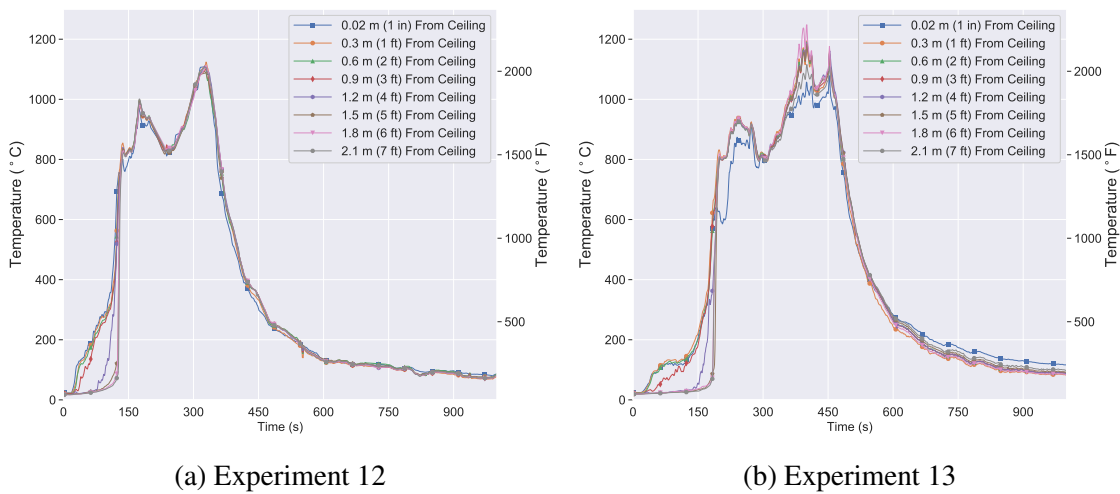 0.02 m (1 in) From Ceiling
0.3 m (1 ft) From Ceiling
0.6 m (2 ft) From Ceiling
0.9 m (3 ft) From Ceiling
1.2 m (4 ft) From Ceiling
1.5 m (5 ft) From Ceiling
1.8 m (6 ft) From Ceiling
2.1 m (7 ft) From Ceiling
Temperature (°C)
1200
1000
800
600
400
200
0
0 150 300 450 600 750 900
Time (s)
2000
1500
1000
500
Temperature (°F)
(a) Experiment 12
0.02 m (1 in) From Ceiling
0.3 m (1 ft) From Ceiling
0.6 m (2 ft) From Ceiling
0.9 m (3 ft) From Ceiling
1.2 m (4 ft) From Ceiling
1.5 m (5 ft) From Ceiling
1.8 m (6 ft) From Ceiling
2.1 m (7 ft) From Ceiling
Temperature (°C)
1200
1000
800
600
400
200
0
0 150 300 450 600 750 900
Time (s)
2000
1500
1000
500
Temperature (°F)
(b) Experiment 13